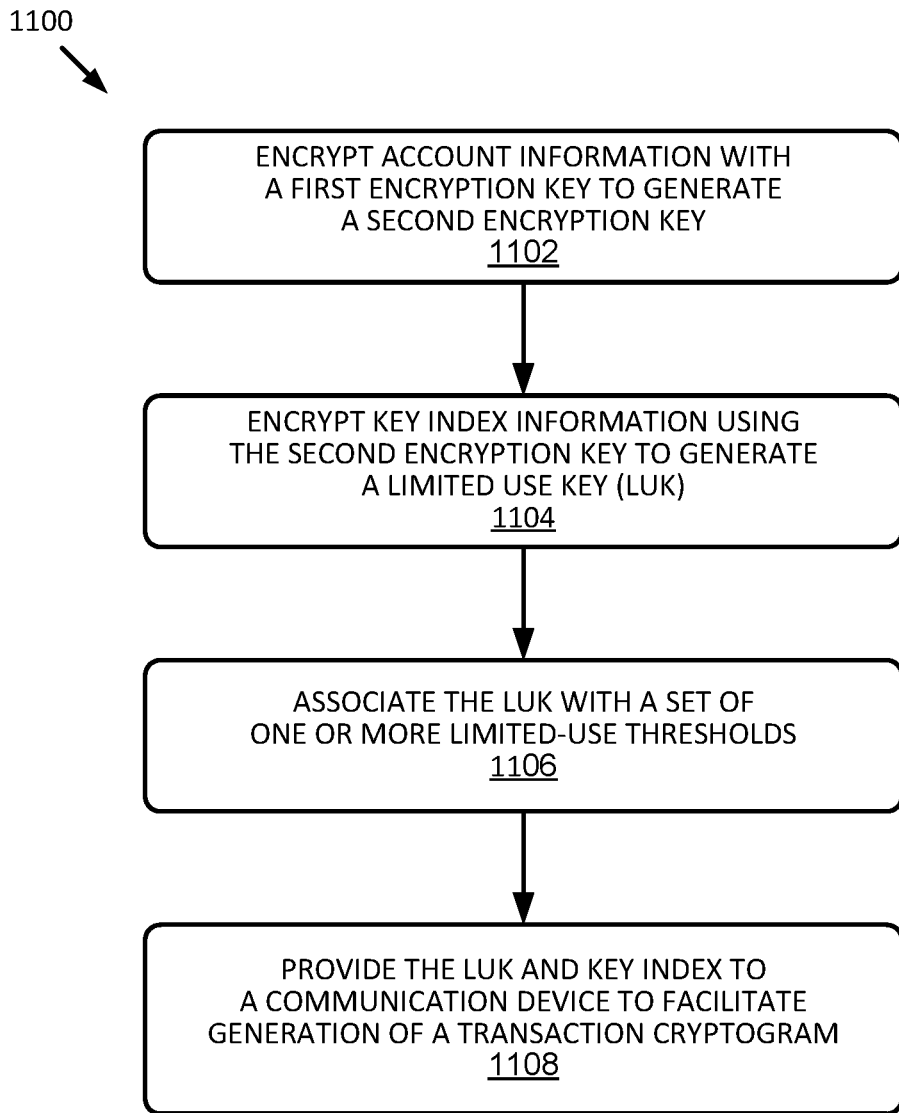 1100
ENCRYPT ACCOUNT INFORMATION WITH
A FIRST ENCRYPTION KEY TO GENERATE
A SECOND ENCRYPTION KEY
1102
ENCRYPT KEY INDEX INFORMATION USING
THE SECOND ENCRYPTION KEY TO GENERATE
A LIMITED USE KEY (LUK)
1104
ASSOCIATE THE LUK WITH A SET OF
ONE OR MORE LIMITED-USE THRESHOLDS
1106
PROVIDE THE LUK AND KEY INDEX TO
A COMMUNICATION DEVICE TO FACILITATE
GENERATION OF A TRANSACTION CRYPTOGRAM
1108